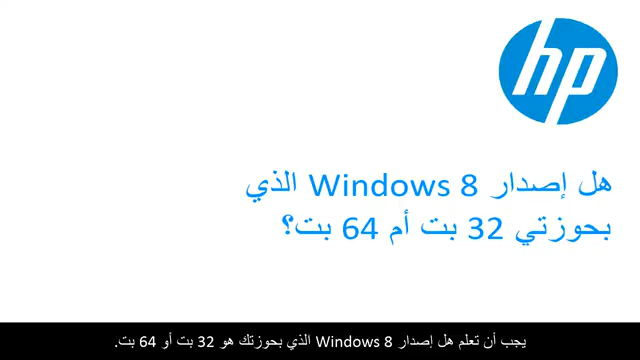 hp
هل إصدار Windows 8 الذي
بحوزتي 32 بت أم 64 بت؟
يجب أن تعلم هل إصدار Windows 8 الذي بحوزتك هو 32 بت أو 64 بت.